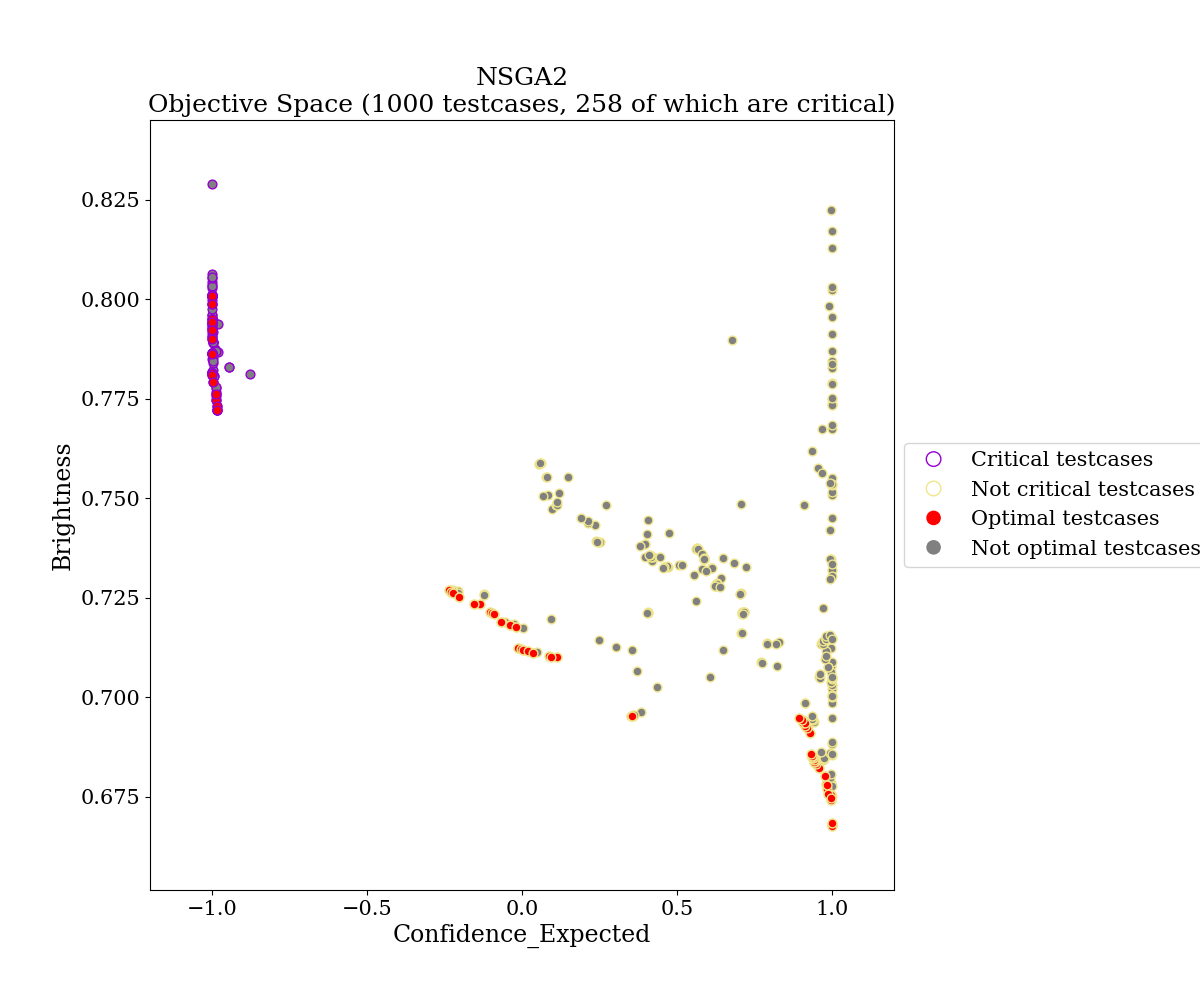 NSGA2
Objective Space (1000 testcases, 258 of which are critical)
0.825
0.800
0.775
0.750
0.725
0.700
0.675
Brightness
−1.0
−0.5
0.0
0.5
1.0
Confidence_Expected
Critical testcases
Not critical testcases
Optimal testcases
Not optimal testcases